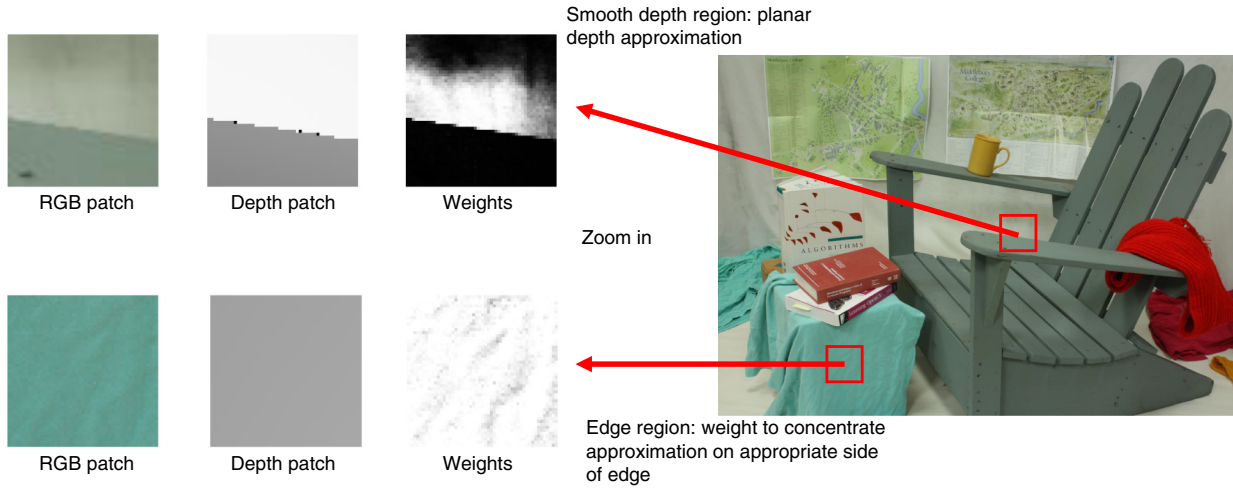 Smooth depth region: planar
depth approximation
RGB patch
Depth patch
Weights
Zoom in
ALGORITHMS
RGB patch
Depth patch
Weights
Edge region: weight to concentrate
approximation on appropriate side
of edge